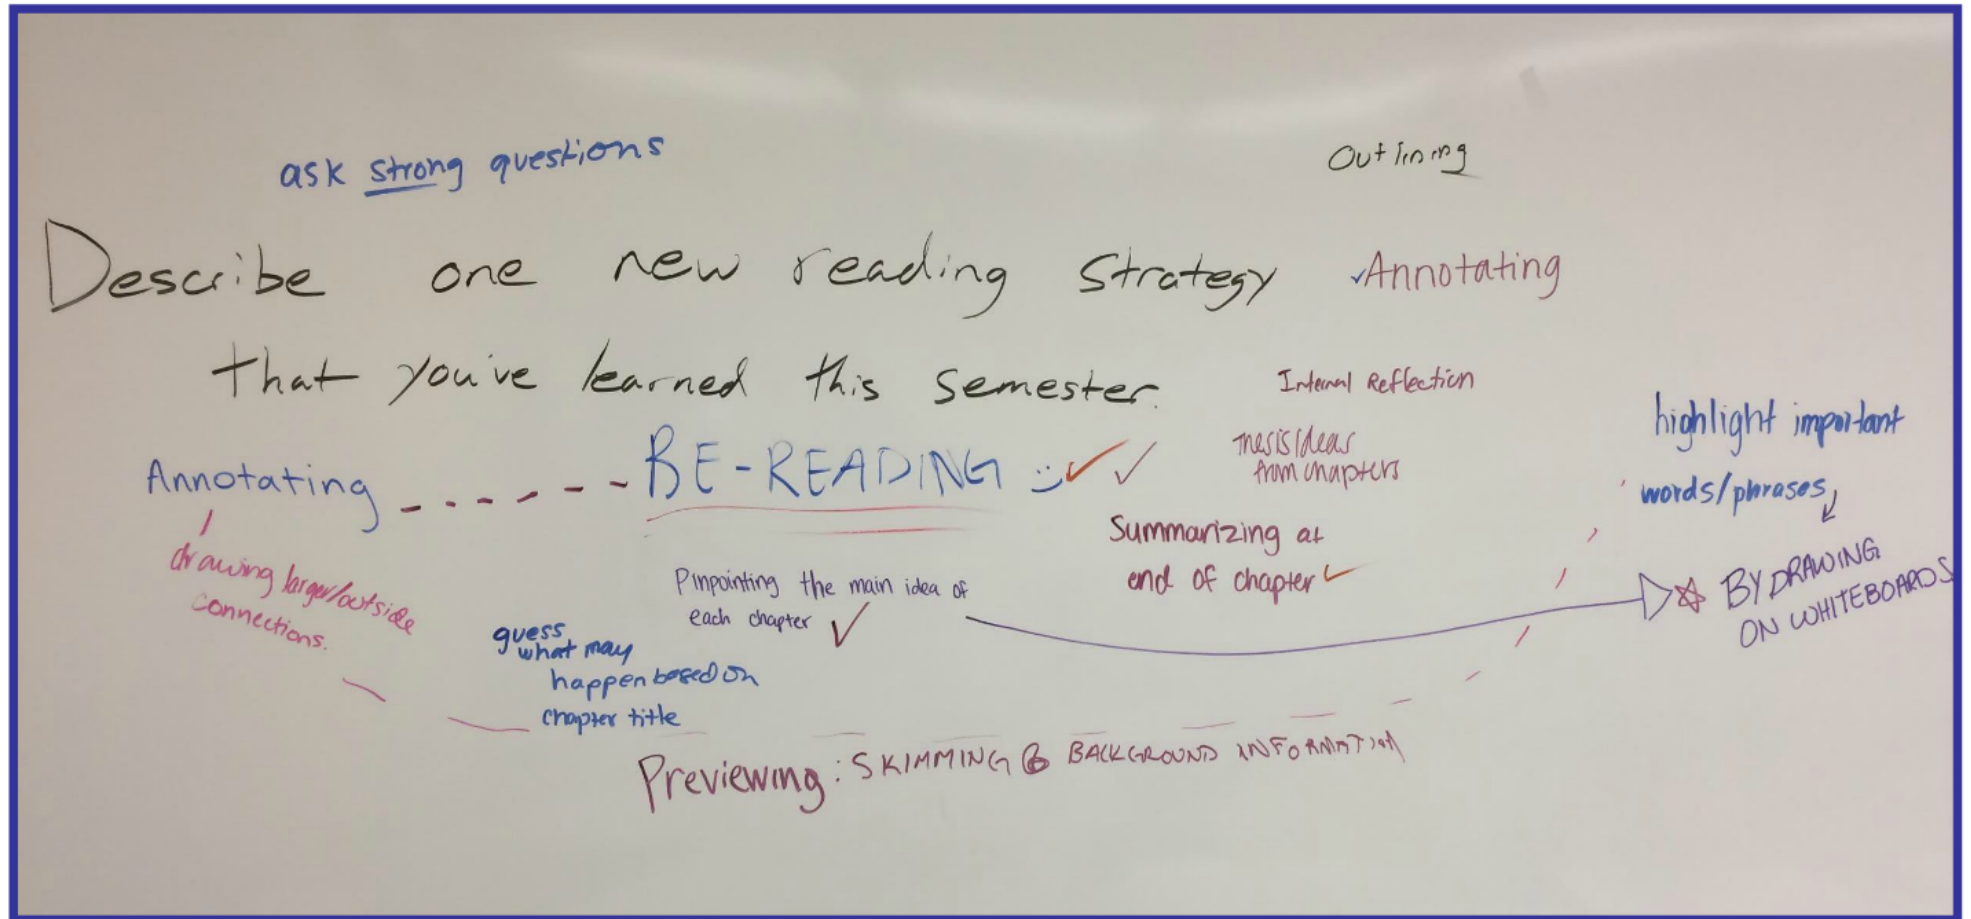 ask strong questions
Outlining
Describe one new reading strategy
✓Annotating
that you've learned this semester.
Internal Reflection
highlight important
words/phrases
Annotating
BE-READING :) ✓ ✓
Thesis/Ideas
from chapters
Summarizing at
end of chapter ✓
drawing larger/outside
connections.
Pinpointing the main idea of
each chapter ✓
BY DRAWING
ON WHITEBOARDS
guess
what may
happen based on
chapter title
Previewing: SKIMMING & BACKGROUND INFORMATION